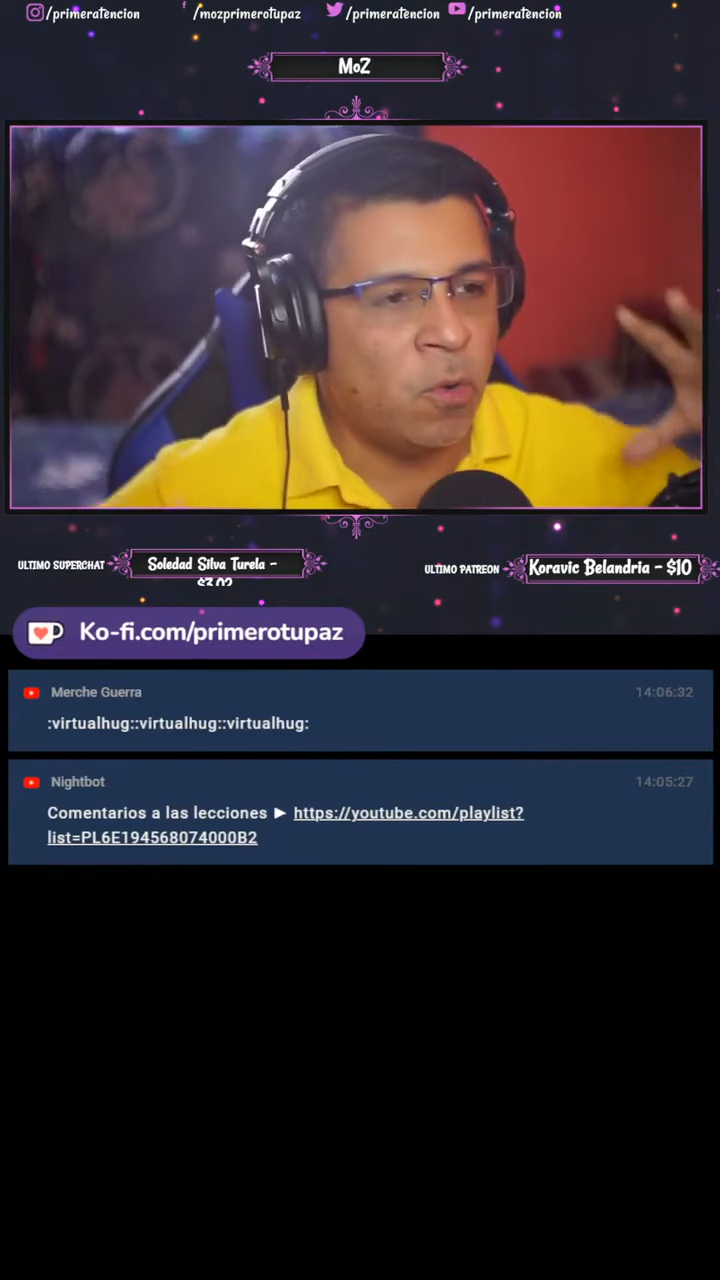 /primeratencion /mozprimerotupaz /primeratencion /primeratencion
MoZ
ULTIMO SUPERCHAT Soledad Silva Turela - $3.02
ULTIMO PATREON Koravic Belandria - $10
Ko-fi.com/primerotupaz
Merche Guerra 14:06:32
:virtualhug::virtualhug::virtualhug:
Nightbot 14:05:27
Comentarios a las lecciones ► https://youtube.com/playlist?
list=PL6E194568074000B2